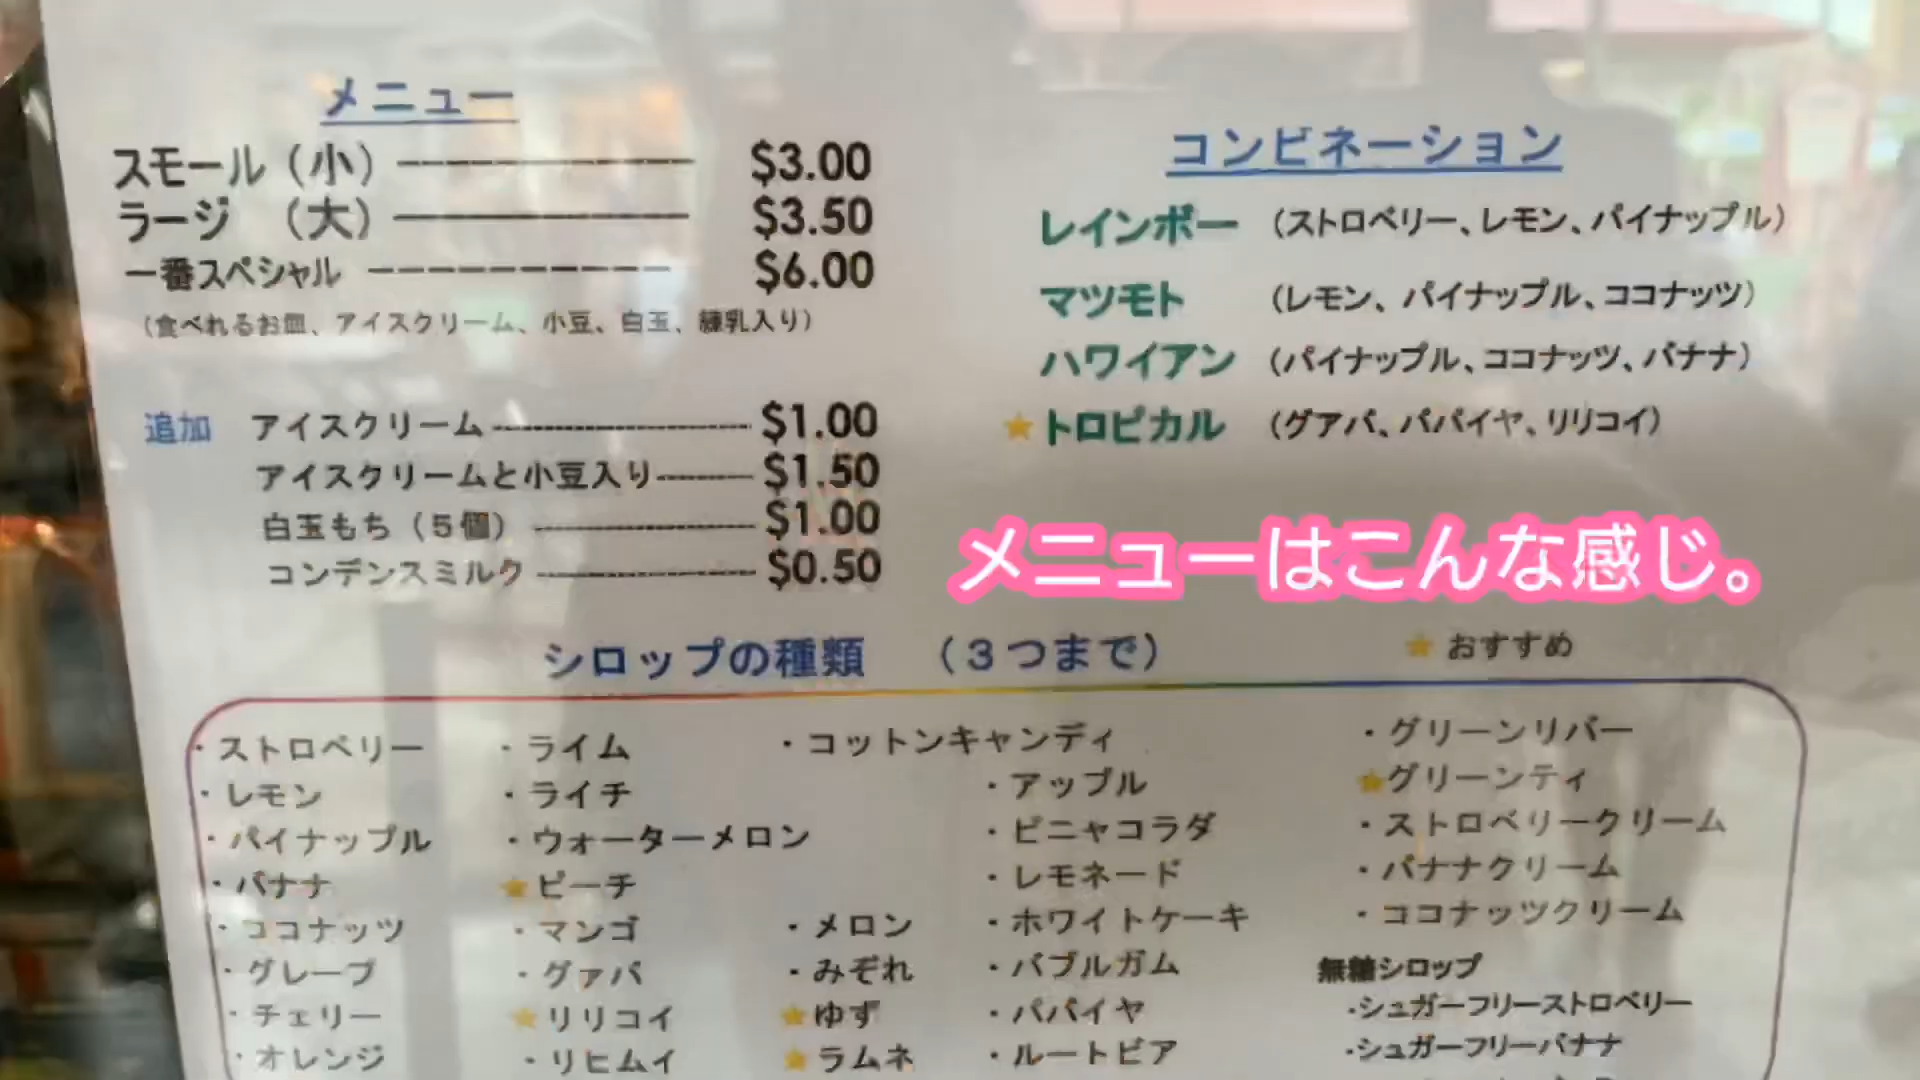 メニュー
スモール（小） $3.00
ラージ （大） $3.50
一番スペシャル $6.00
（食べれるお皿、アイスクリーム、小豆、白玉、練乳入り）
追加 アイスクリーム $1.00
アイスクリームと小豆入り $1.50
白玉もち（５個） $1.00
コンデンスミルク $0.50
コンビネーション
レインボー （ストロベリー、レモン、パイナップル）
マツモト （レモン、パイナップル、ココナッツ）
ハワイアン （パイナップル、ココナッツ、バナナ）
★トロピカル （グアバ、パパイヤ、リリコイ）
メニューはこんな感じ。
シロップの種類 （３つまで）
★おすすめ
・ストロベリー
・レモン
・パイナップル
・バナナ
・ココナッツ
・グレープ
・チェリー
・オレンジ
・ライム
・ライチ
・ウォーターメロン
★ピーチ
・マンゴ
・グァバ
★リリコイ
・リヒムイ
・コットンキャンディ
・メロン
・みぞれ
★ゆず
★ラムネ
・アップル
・ピニャコラダ
・レモネード
・ホワイトケーキ
・バブルガム
・パパイヤ
・ルートビア
・グリーンリバー
★グリーンティ
・ストロベリークリーム
・バナナクリーム
・ココナッツクリーム
無糖シロップ
・シュガーフリーストロベリー
・シュガーフリーバナナ